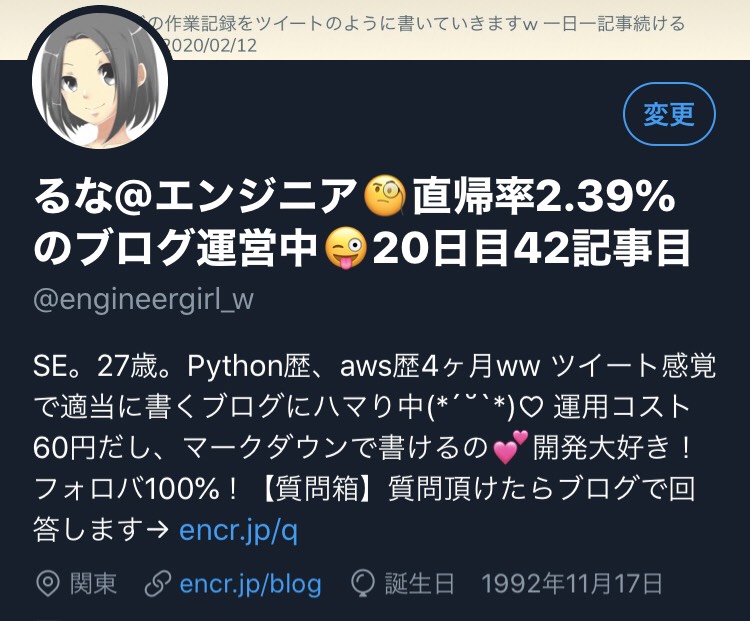 の作業記録をツイートのように書いていきますw 一日一記事続ける
2020/02/12
変更
るな@エンジニア🧐直帰率2.39%
のブログ運営中😜20日目42記事目
@engineergirl_w
SE。27歳。Python歴、aws歴4ヶ月ww ツイート感覚
で適当に書くブログにハマり中(*´˘`*)♡ 運用コスト
60円だし、マークダウンで書けるの💕開発大好き！
フォロバ100%！【質問箱】質問頂けたらブログで回
答します→ encr.jp/q
関東 encr.jp/blog 誕生日 1992年11月17日